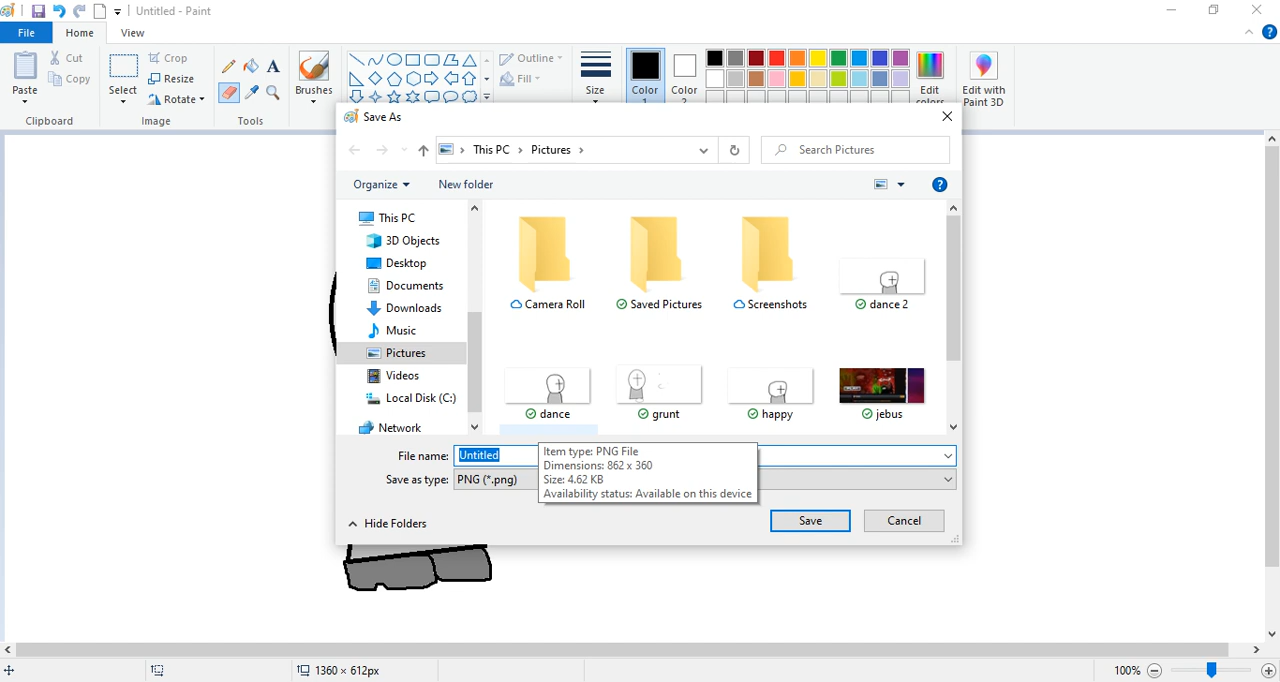 Untitled - Paint
File Home View
Paste Cut Copy Select Crop Resize Rotate A Brushes Outline Fill Size Color 1 Color 2 Edit colors Edit with Paint 3D
Clipboard Image Tools
Save As
This PC Pictures Search Pictures
Organize New folder
This PC
3D Objects
Desktop
Documents
Downloads
Music
Pictures
Videos
Local Disk (C:)
Network
Camera Roll Saved Pictures Screenshots dance 2
dance grunt happy jebus
File name: Untitled
Save as type: PNG (*.png)
Item type: PNG File
Dimensions: 862 x 360
Size: 4.62 KB
Availability status: Available on this device
Hide Folders Save Cancel
1360 × 612px 100%